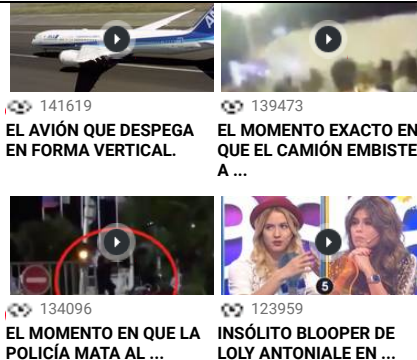 141619
139473
EL AVIÓN QUE DESPEGA
EN FORMA VERTICAL.
EL MOMENTO EXACTO EN
QUE EL CAMIÓN EMBISTE
A ...
134096
5
123959
EL MOMENTO EN QUE LA
POLICÍA MATA AL ...
INSÓLITO BLOOPER DE
LOLY ANTONIALE EN ...